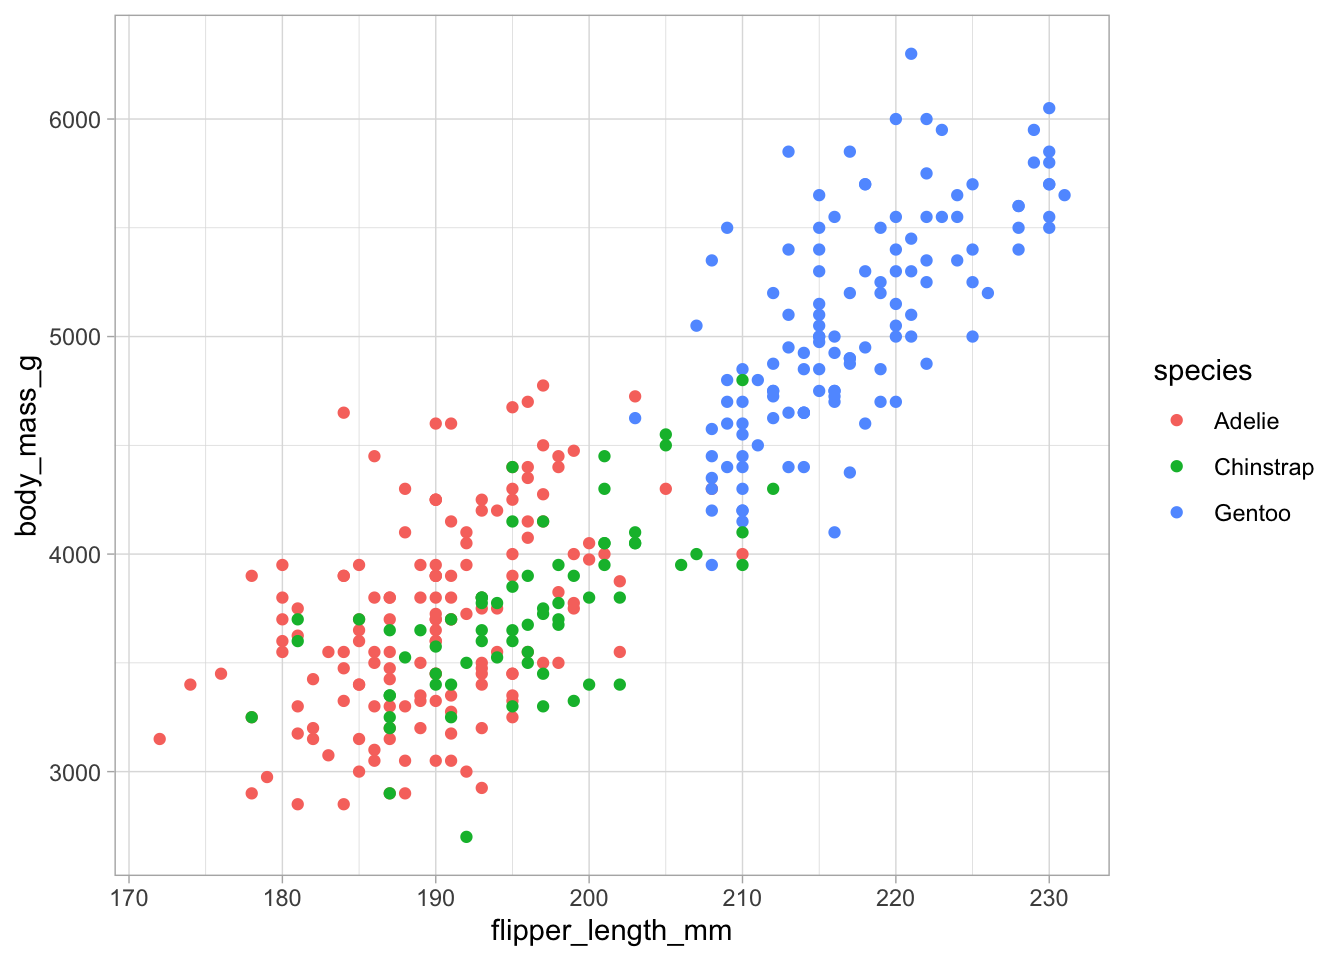 6000
5000
4000
3000
body_mass_g
170 180 190 200 210 220 230
flipper_length_mm
species
Adelie
Chinstrap
Gentoo